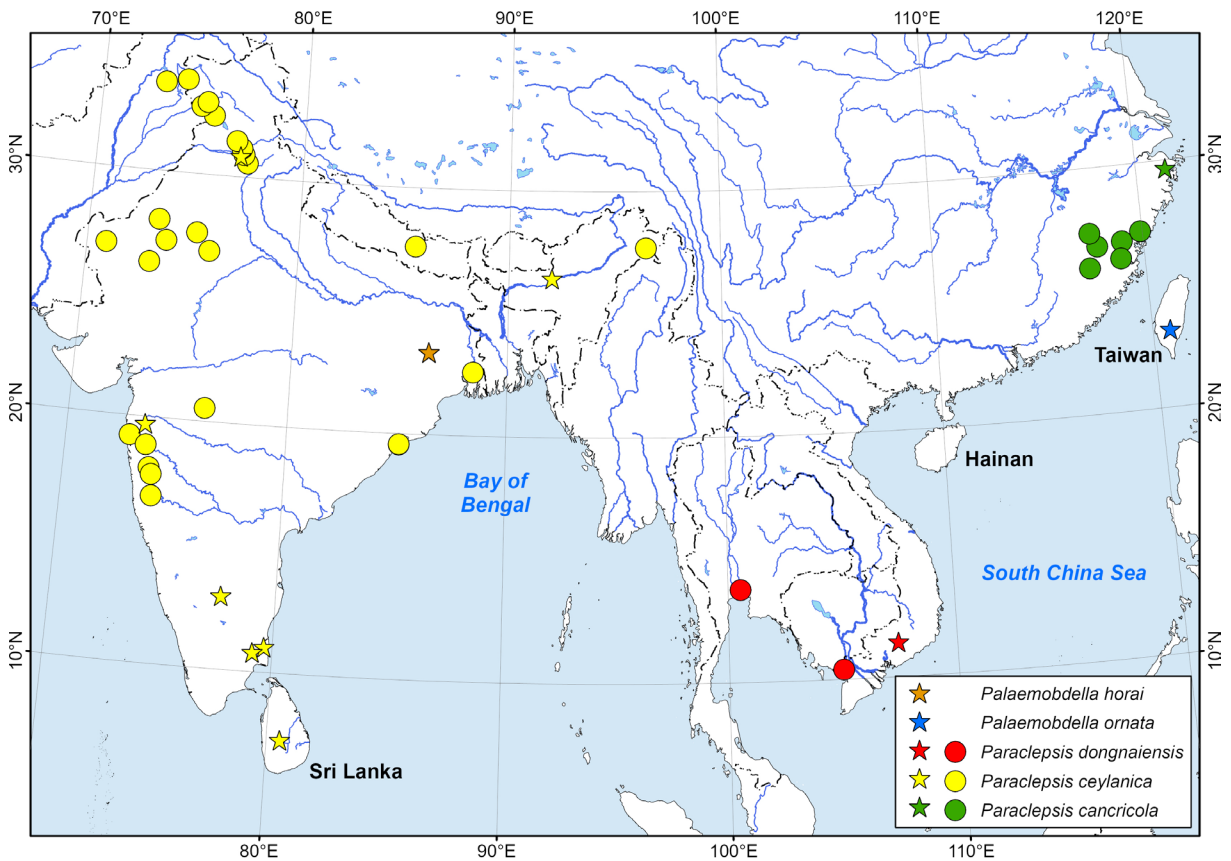 70°E 80°E 90°E 100°E 110°E 120°E
30°N 30°N
Taiwan
20°N 20°N
Hainan
Bay of
Bengal
South China Sea
10°N 10°N
Palaemobdella horai
Palaemobdella ornata
Paraclepsis dongnaiensis
Paraclepsis ceylanica
Paraclepsis cancricola
Sri Lanka
80°E 90°E 100°E 110°E